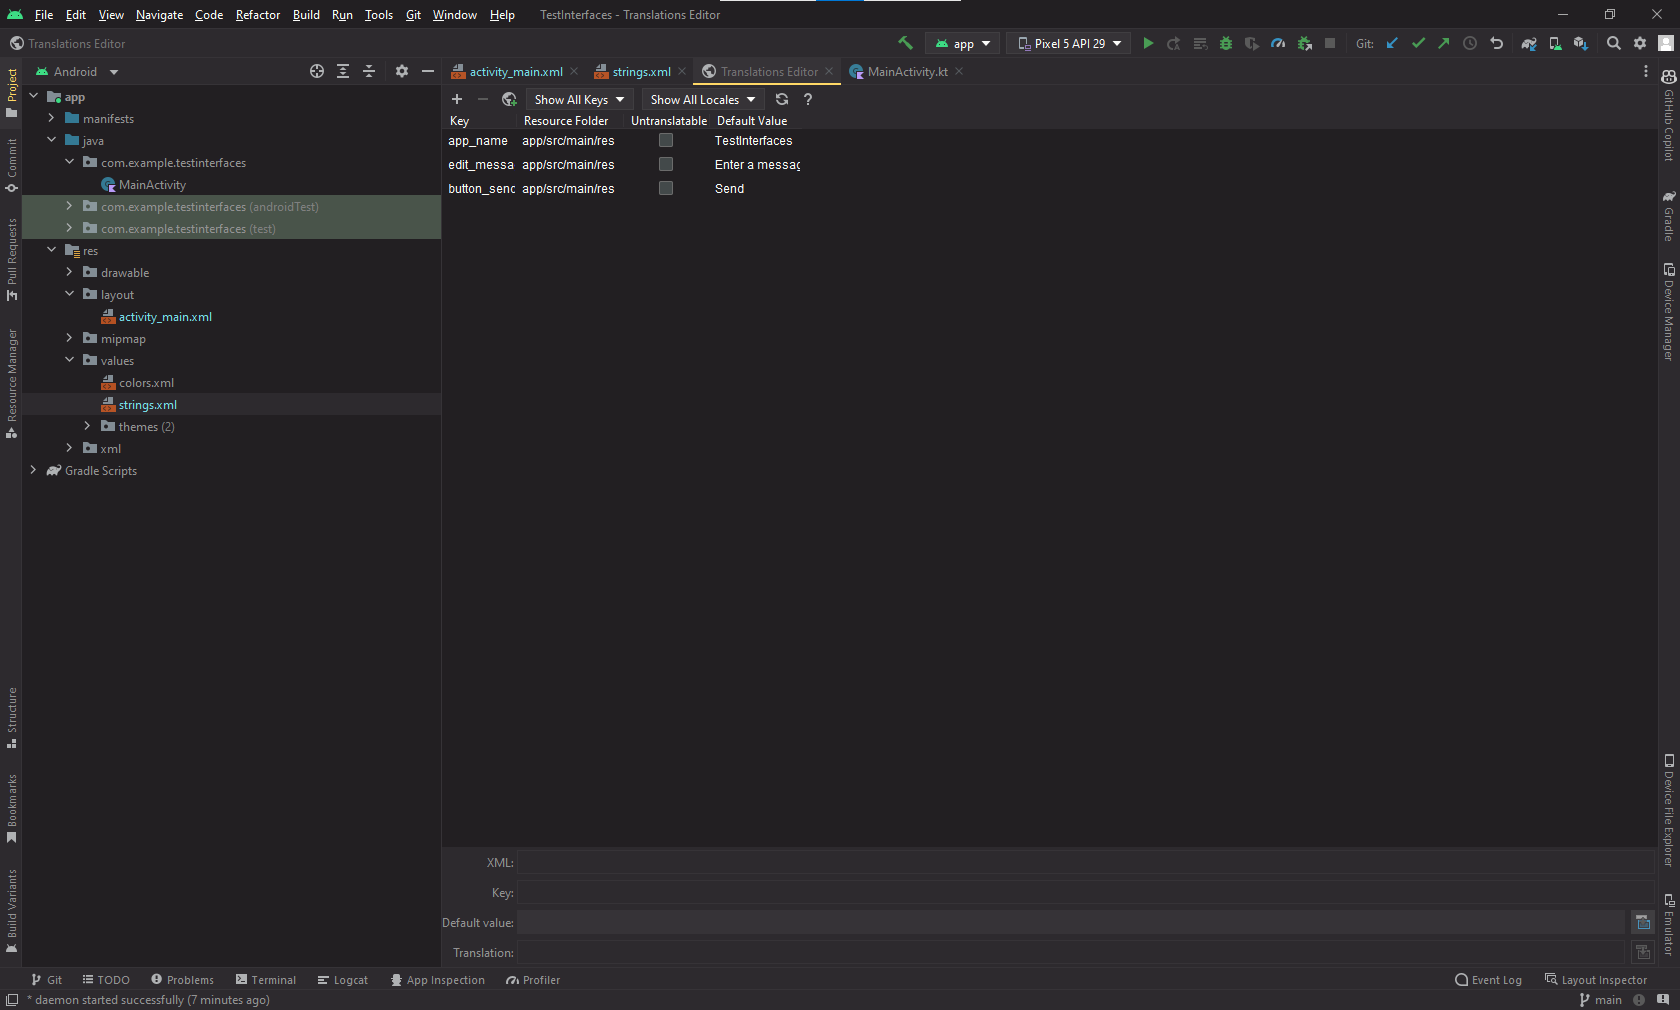 File Edit View Navigate Code Refactor Build Run Tools Git Window Help TestInterfaces - Translations Editor
Translations Editor app Pixel 5 API 29 Git:
Android activity_main.xml strings.xml Translations Editor MainActivity.kt
Show All Keys Show All Locales ?
Key Resource Folder Untranslatable Default Value
app_name app/src/main/res TestInterfaces
edit_messa app/src/main/res Enter a messag
button_send app/src/main/res Send
app
manifests
java
com.example.testinterfaces
MainActivity
com.example.testinterfaces (androidTest)
com.example.testinterfaces (test)
res
drawable
layout
activity_main.xml
mipmap
values
colors.xml
strings.xml
themes (2)
xml
Gradle Scripts
Project
Commit
Pull Requests
Resource Manager
Structure
Bookmarks
Build Variants
GitHub Copilot
Gradle
Device Manager
Device File Explorer
Emulator
XML:
Key:
Default value:
Translation:
Git TODO Problems Terminal Logcat App Inspection Profiler Event Log Layout Inspector
* daemon started successfully (7 minutes ago) main